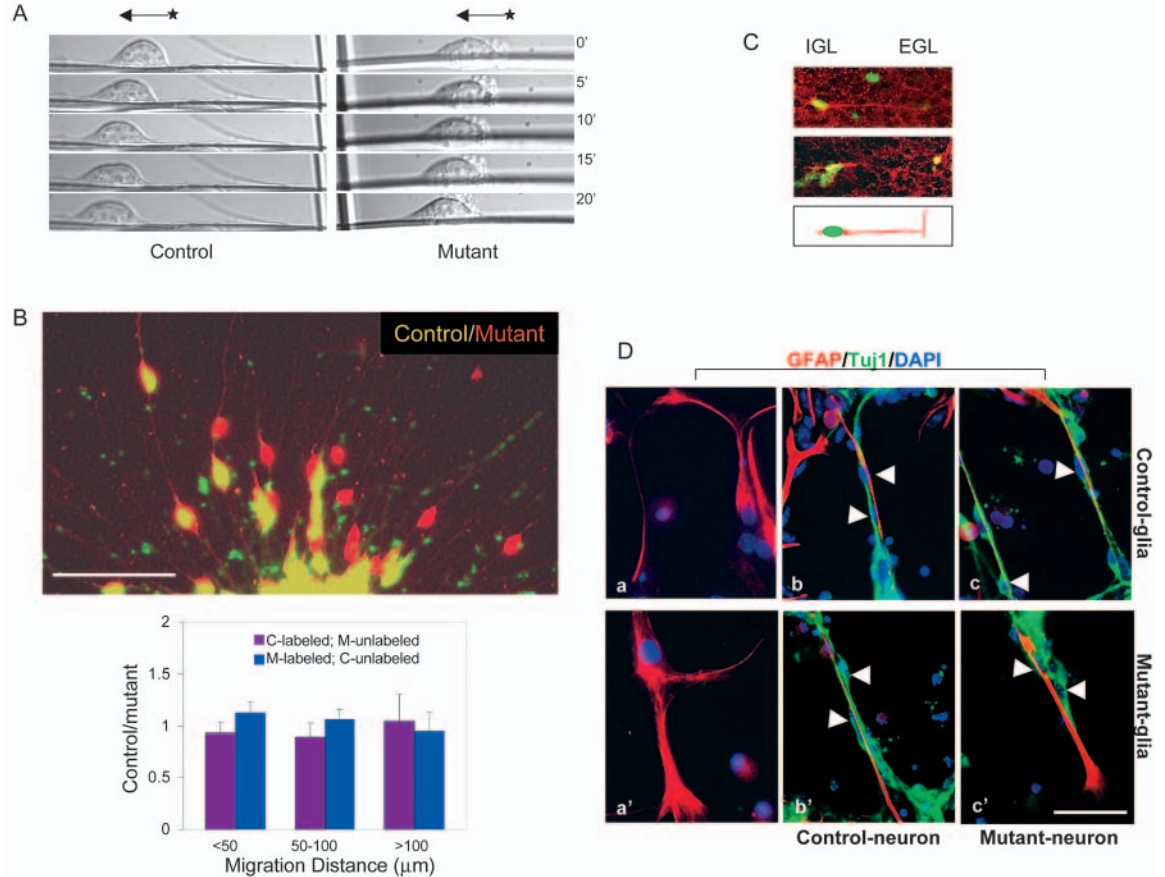 A
0'
5'
10'
15'
20'
Control
Mutant
B
Control/Mutant
2
1.5
1
0.5
0
Control/mutant
C-labeled; M-unlabeled
M-labeled; C-unlabeled
<50
50-100
>100
Migration Distance (μm)
C
IGL
EGL
D
GFAP/Tuj1/DAPI
a
b
c
Control-glia
a'
b'
c'
Mutant-glia
Control-neuron
Mutant-neuron